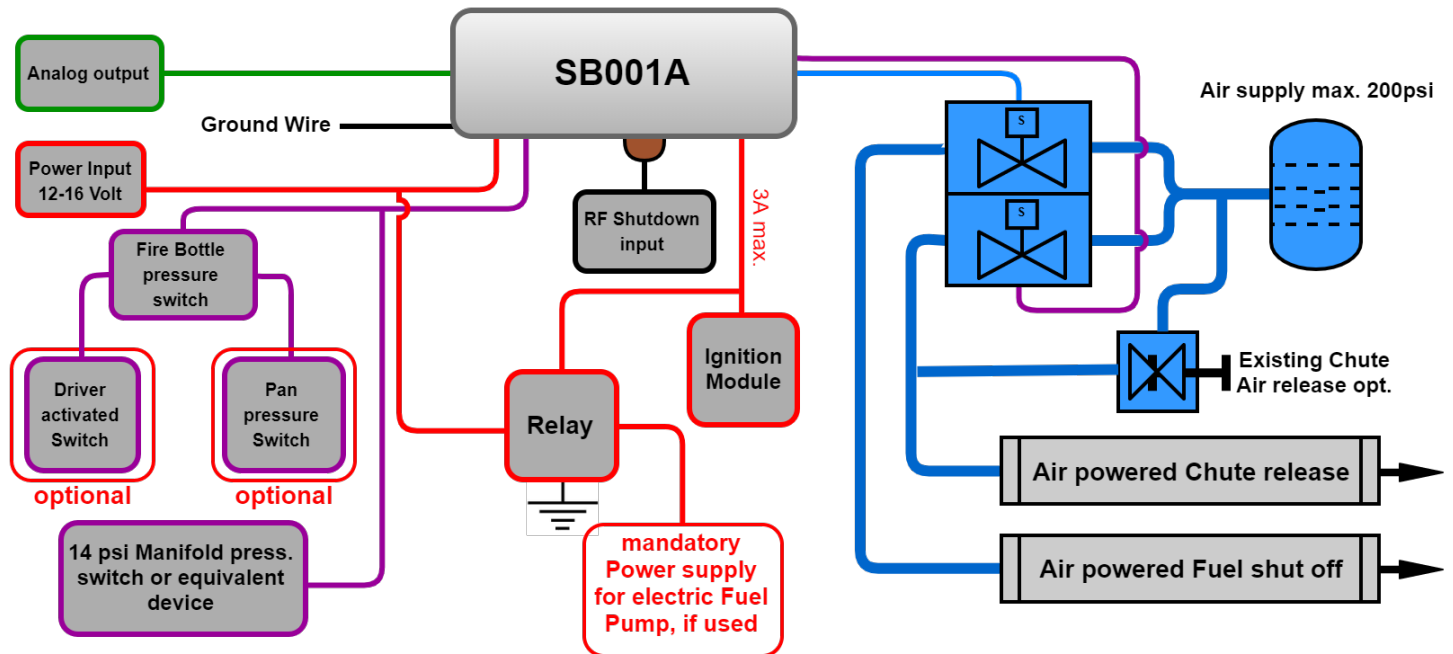 SB001A
Analog output
Ground Wire
Power Input
12-16 Volt
Fire Bottle
pressure
switch
Driver
activated
Switch
optional
Pan
pressure
Switch
optional
14 psi Manifold press.
switch or equivalent
device
RF Shutdown
input
3A max.
Ignition
Module
Relay
mandatory
Power supply
for electric Fuel
Pump, if used
S
S
Air supply max. 200psi
Existing Chute
Air release opt.
Air powered Chute release
Air powered Fuel shut off